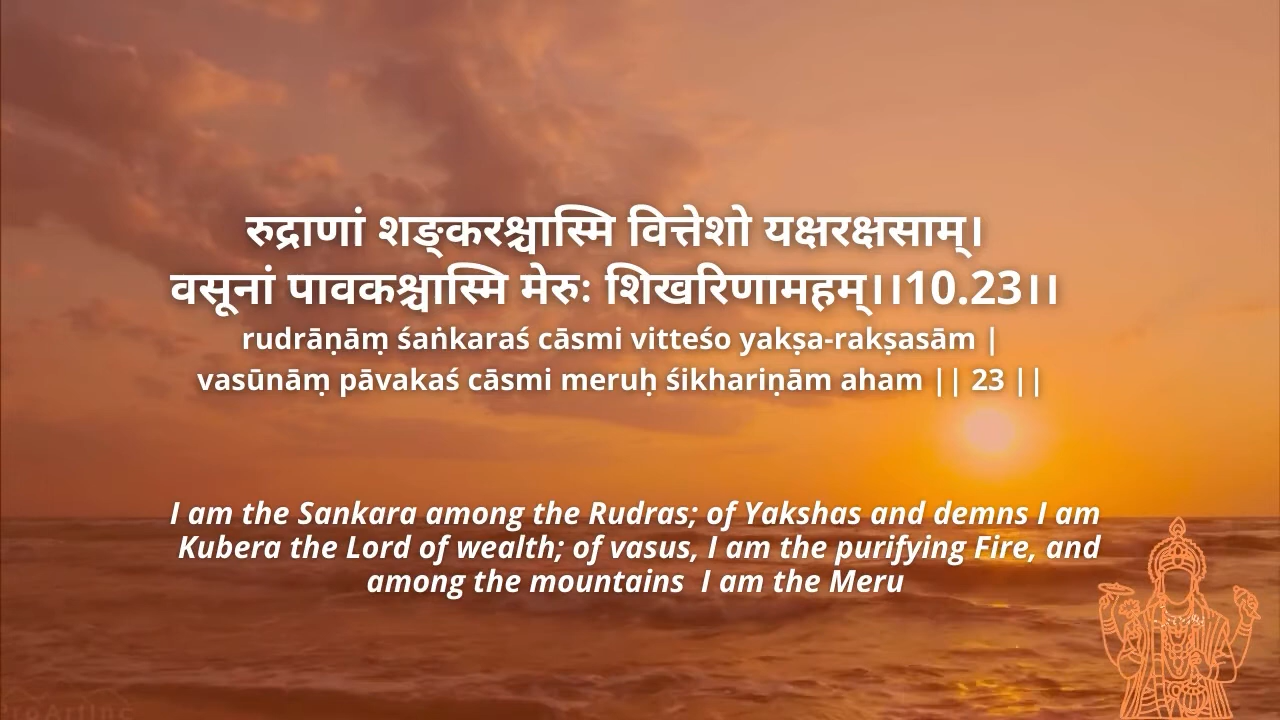 रुद्राणां शङ्करश्चास्मि वित्तेशो यक्षरक्षसाम्।
वसूनां पावकश्चास्मि मेरुः शिखरिणामहम्।।10.23।।
rudrāṇāṃ śaṅkaraś cāsmi vitteśo yakṣa-rakṣasām |
vasūnāṃ pāvakaś cāsmi meruḥ śikhariṇām aham || 23 ||
I am the Sankara among the Rudras; of Yakshas and demns I am
Kubera the Lord of wealth; of vasus, I am the purifying Fire, and
among the mountains  I am the Meru